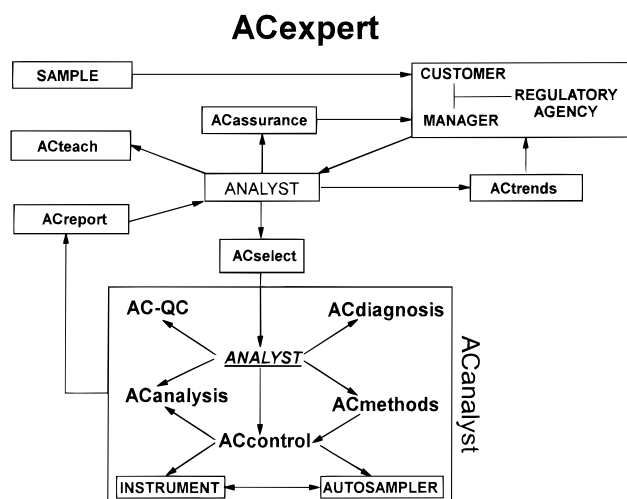 ACexpert
SAMPLE
CUSTOMER
REGULATORY
AGENCY
MANAGER
ACassurance
ACteach
ANALYST
ACtrends
ACreport
ACselect
AC-QC
ACdiagnosis
ANALYST
ACanalysis
ACmethods
ACcontrol
INSTRUMENT
AUTOSAMPLER
ACanalyst